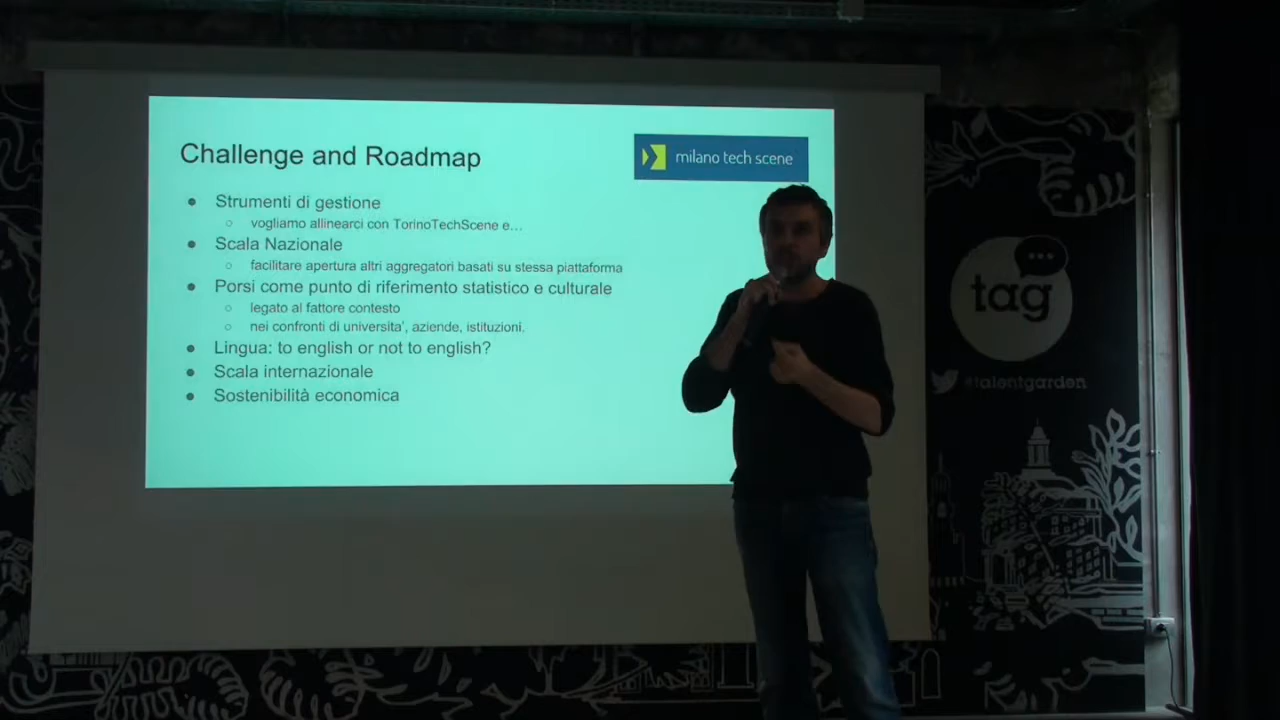 Challenge and Roadmap
milano tech scene
● Strumenti di gestione
○ vogliamo allinearci con TorinoTechScene e...
● Scala Nazionale
○ facilitare apertura altri aggregatori basati su stessa piattaforma
● Porsi come punto di riferimento statistico e culturale
○ legato al fattore contesto
○ nei confronti di universita', aziende, istituzioni.
● Lingua: to english or not to english?
● Scala internazionale
● Sostenibilità economica
tag
#talentgarden